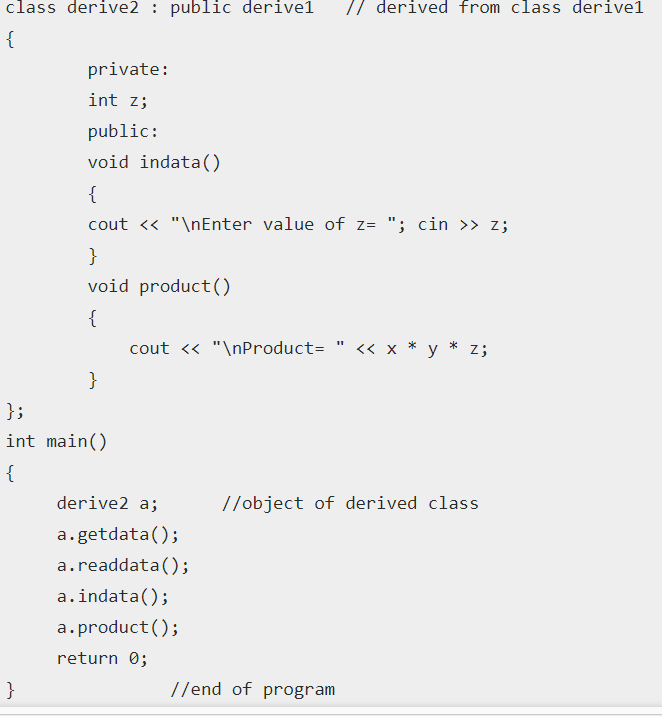 class derive2 : public derive1   // derived from class derive1
{
        private:
        int z;
        public:
        void indata()
        {
        cout << "\nEnter value of z= "; cin >> z;
        }
        void product()
        {
            cout << "\nProduct= " << x * y * z;
        }
};
int main()
{
     derive2 a;      //object of derived class
     a.getdata();
     a.readdata();
     a.indata();
     a.product();
     return 0;
}               //end of program